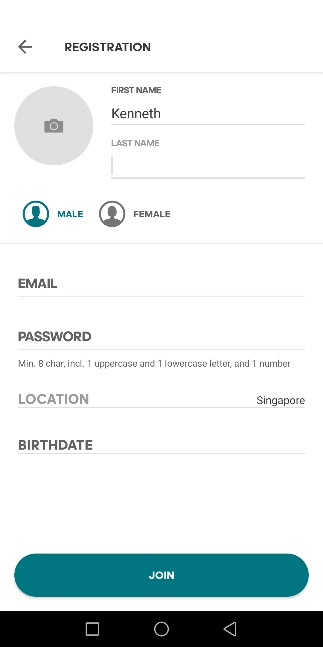 REGISTRATION
FIRST NAME
Kenneth
LAST NAME
MALE
FEMALE
EMAIL
PASSWORD
Min. 8 char, incl. 1 uppercase and 1 lowercase letter, and 1 number
LOCATION
Singapore
BIRTHDATE
JOIN